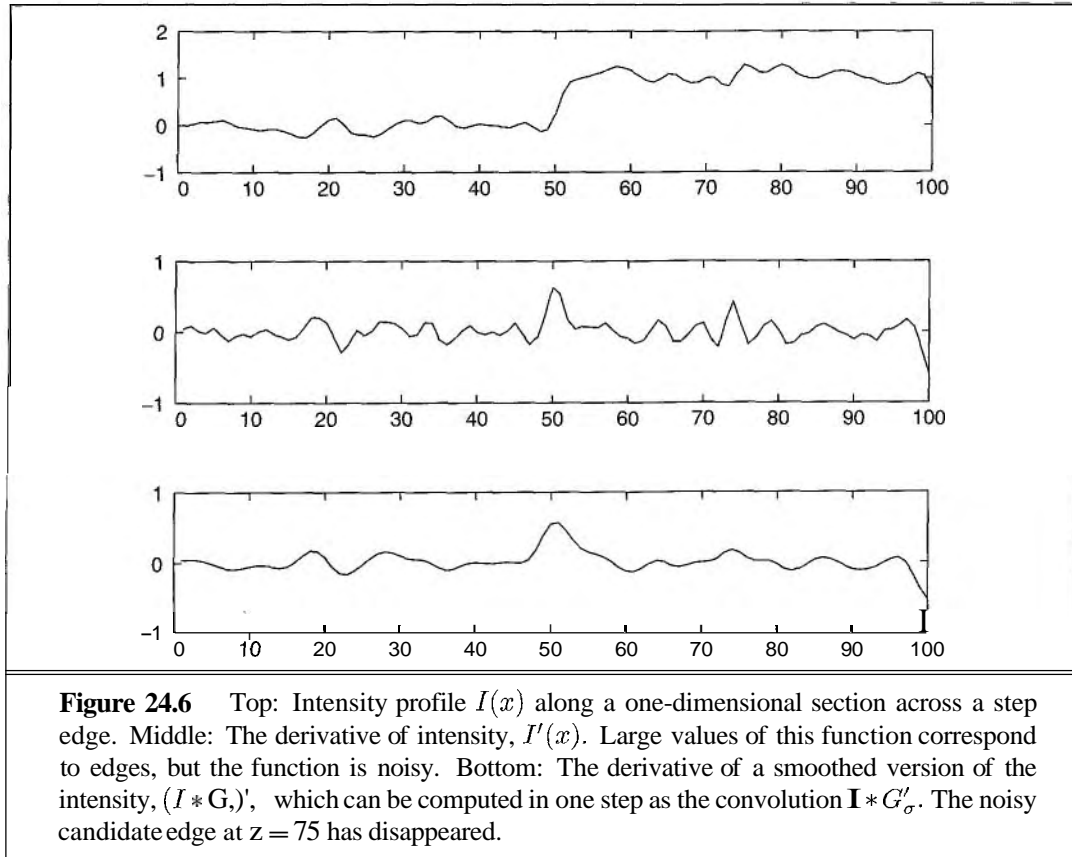 2
1
0
−1
0 10 20 30 40 50 60 70 80 90 100
1
0
−1
0 10 20 30 40 50 60 70 80 90 100
1
0
−1
I
0 10 20 30 40 50 60 70 80 90 100
Figure 24.6 Top: Intensity profile I(x) along a one-dimensional section across a step
edge. Middle: The derivative of intensity, I′(x). Large values of this function correspond
to edges, but the function is noisy. Bottom: The derivative of a smoothed version of the
intensity, (I * G,)', which can be computed in one step as the convolution I * G′σ. The noisy
candidate edge at z = 75 has disappeared.